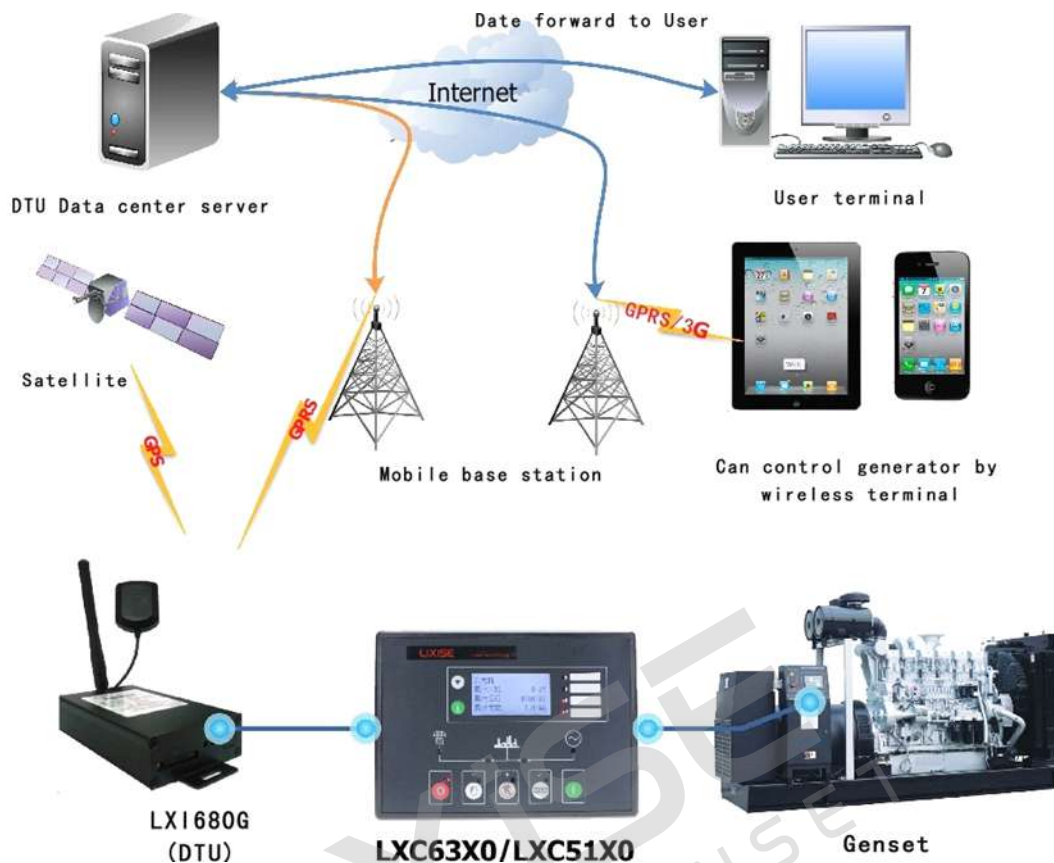 Date forward to User
Internet
DTU Data center server
User terminal
GPRS/3G
Satellite
GPS
GPRS
Mobile base station
Can control generator by
wireless terminal
LIXISE
LXI680G
(DTU)
LXC63X0/LXC51X0
Genset